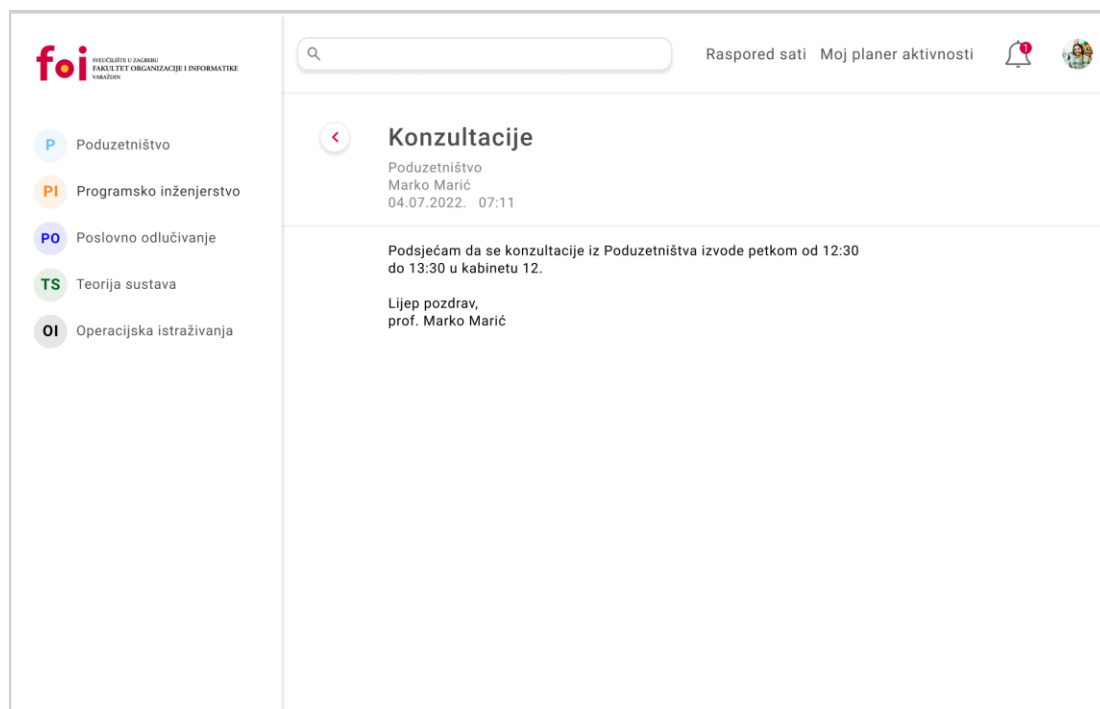 foi
SVEUČILIŠTE U ZAGREBU
FAKULTET ORGANIZACIJE I INFORMATIKE
VARAŽDIN
Raspored sati Moj planer aktivnosti
1
P Poduzetništvo
PI Programsko inženjerstvo
PO Poslovno odlučivanje
TS Teorija sustava
OI Operacijska istraživanja
Konzultacije
Poduzetništvo
Marko Marić
04.07.2022. 07:11
Podsjećam da se konzultacije iz Poduzetništva izvode petkom od 12:30
do 13:30 u kabinetu 12.
Lijep pozdrav,
prof. Marko Marić